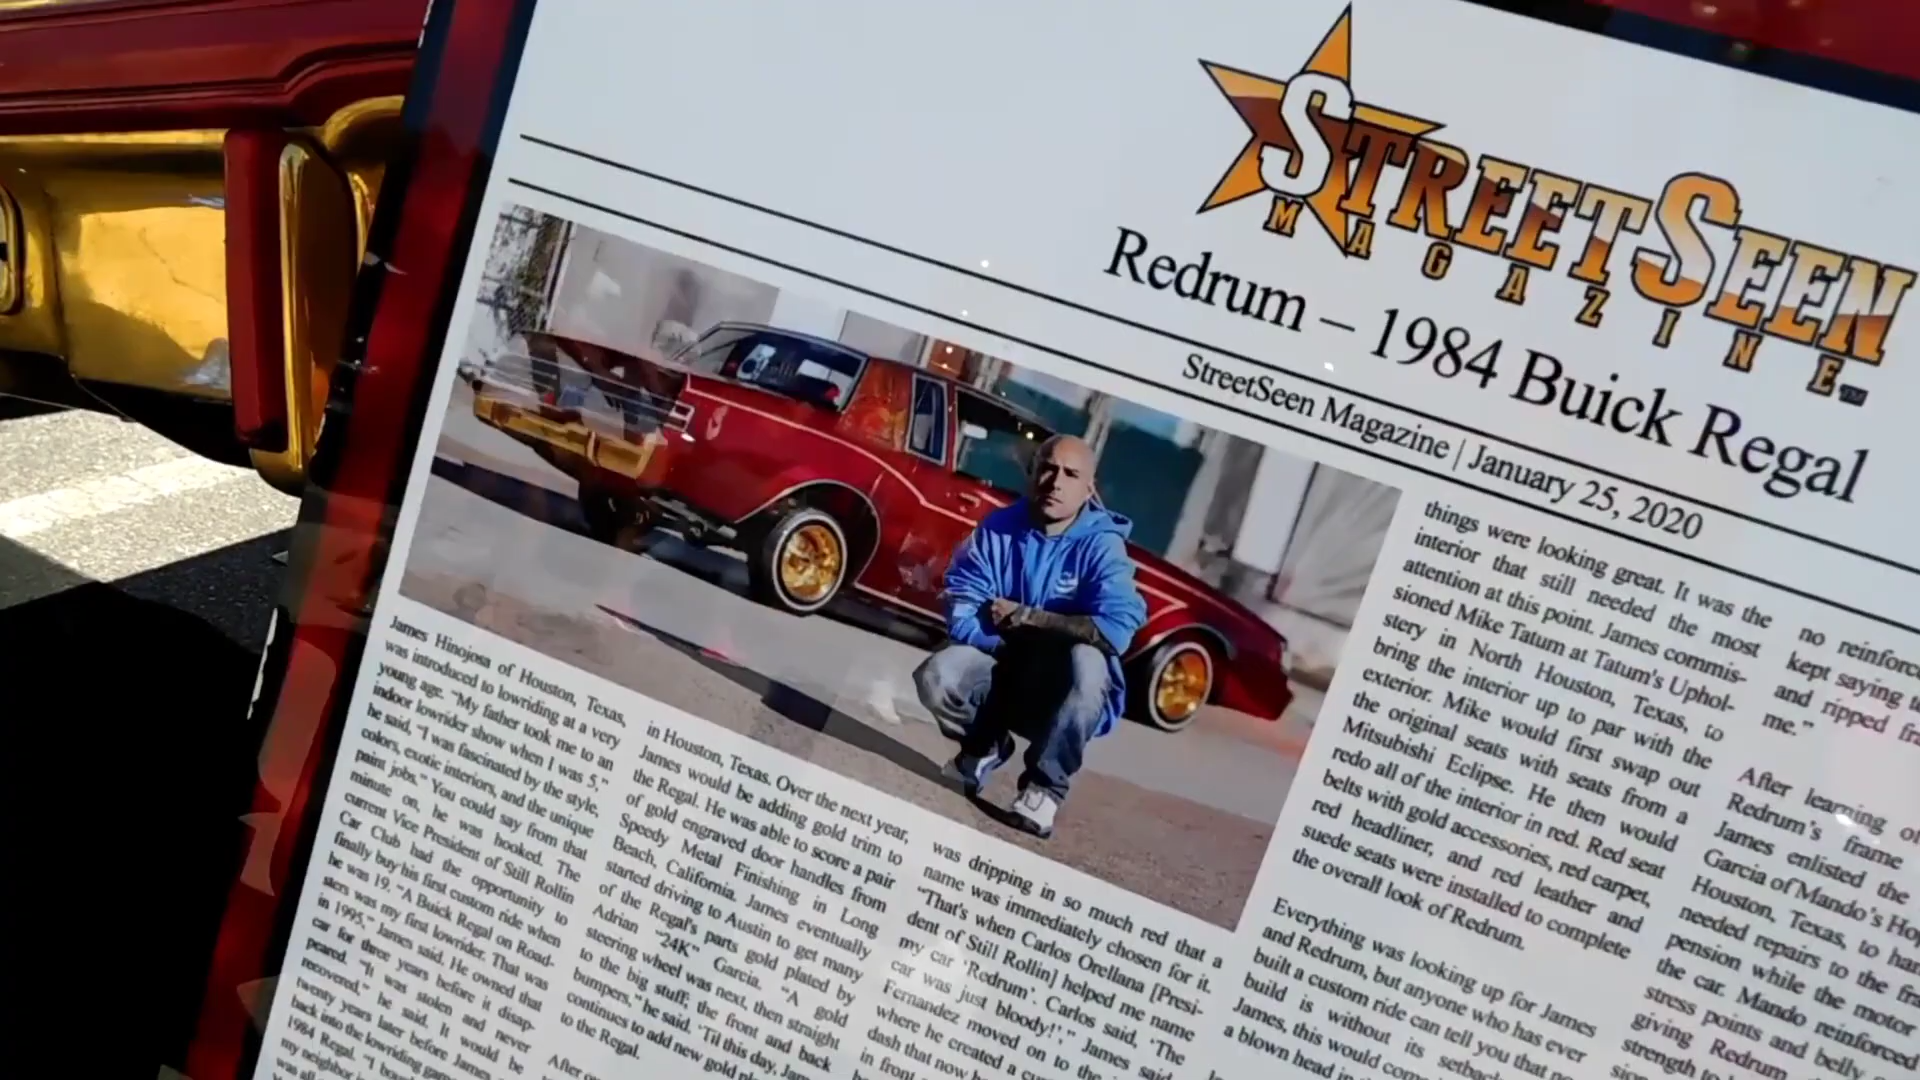 STREETSEEN
MAGAZINE™
Redrum – 1984 Buick Regal
StreetSeen Magazine | January 25, 2020
James Hinojosa of Houston, Texas,
was introduced to lowriding at a very
young age. “My father took me to an
indoor lowrider show when I was 5,”
he said, “I was fascinated by the style,
colors, exotic interiors, and the unique
paint jobs.” You could say from that
minute on, he was hooked. The
current Vice President of Still Rollin
Car Club had the opportunity to
finally buy his first custom ride when
he was 19. “A Buick Regal on Road-
sters was my first lowrider. That was
in 1995,” James said. He owned that
car for three years before it disap-
peared. “It was stolen and never
recovered,” he said. It would be
twenty years later before James
back into the lowriding game
1984 Regal. “I
my neighbor
was
in Houston, Texas. Over the next year,
James would be adding gold trim to
the Regal. He was able to score a pair
of gold engraved door handles from
Speedy Metal Finishing in Long
Beach, California. James eventually
started driving to Austin to get many
of the Regal's parts gold plated by
Adrian “24K” Garcia. “A gold
steering wheel was next, then straight
to the big stuff; the front and back
bumpers,” he said. ‘Til this day,
continues to add new gold
to the Regal.
After
was dripping in so much red that a
name was immediately chosen for it.
“That's when Carlos Orellana [Presi-
dent of Still Rollin] helped me name
my car ‘Redrum’. Carlos said, ‘The
car was just bloody!’,” James said.
Fernandez moved on to the
where he created a
dash that now
in front
things were looking great. It was the
interior that still needed the most
attention at this point. James commis-
sioned Mike Tatum at Tatum's Uphol-
stery in North Houston, Texas, to
bring the interior up to par with the
exterior. Mike would first swap out
the original seats with seats from a
Mitsubishi Eclipse. He then would
redo all of the interior in red. Red seat
belts with gold accessories, red carpet,
red headliner, and red leather and
suede seats were installed to complete
the overall look of Redrum.
Everything was looking up for James
and Redrum, but anyone who has ever
built a custom ride can tell you that no
build is without its
James, this would
a blown head
no
kept saying
and ripped
me.”
After learning
Redrum's frame
James enlisted the
Garcia of Mando's
Houston, Texas, to
needed repairs to the
pension while the motor
the car. Mando reinforced
stress points and belly
giving Redrum
strength to